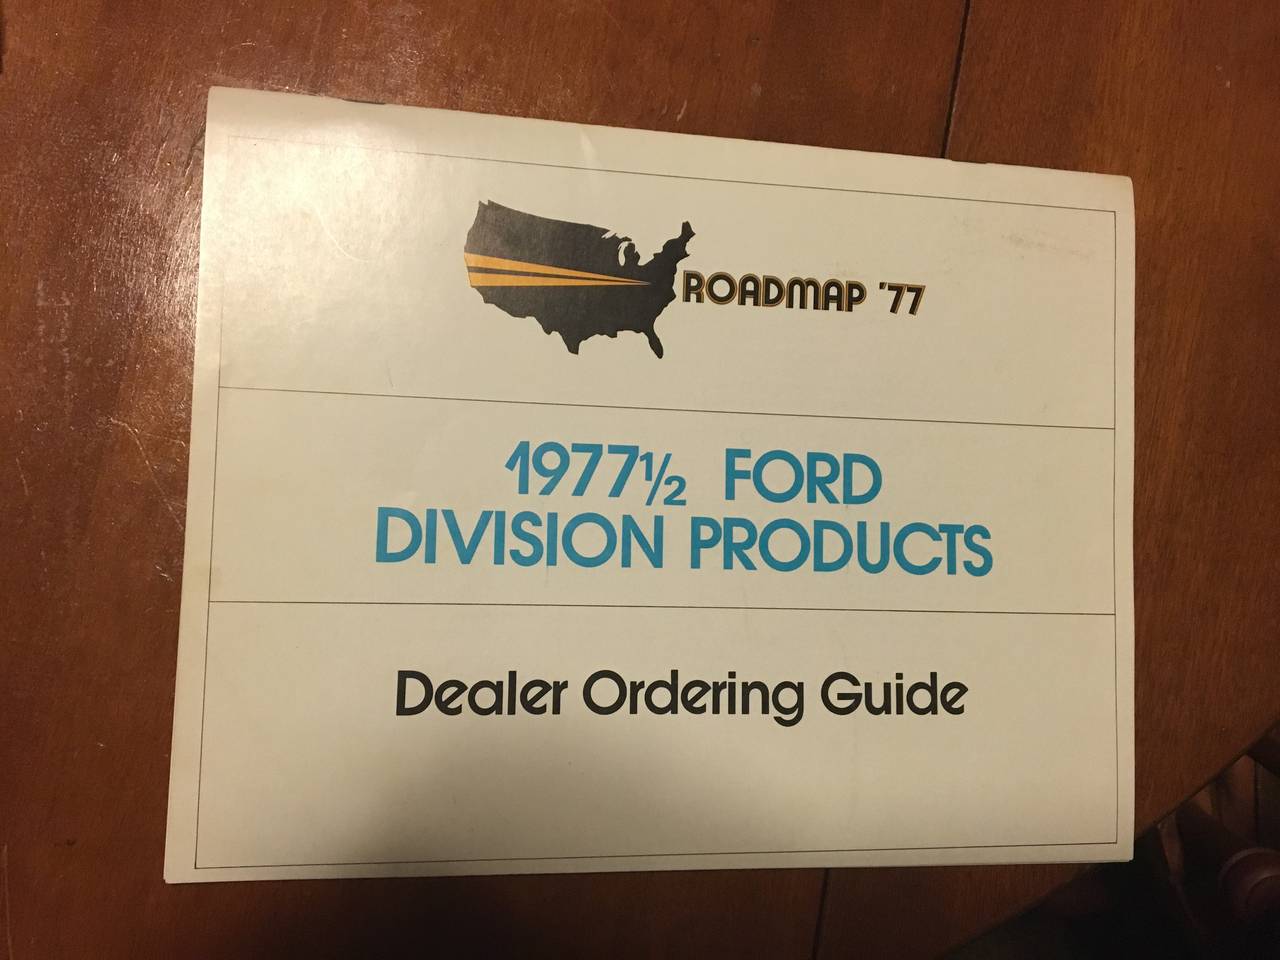 ROADMAP '77
1977½ FORD
DIVISION PRODUCTS
Dealer Ordering Guide